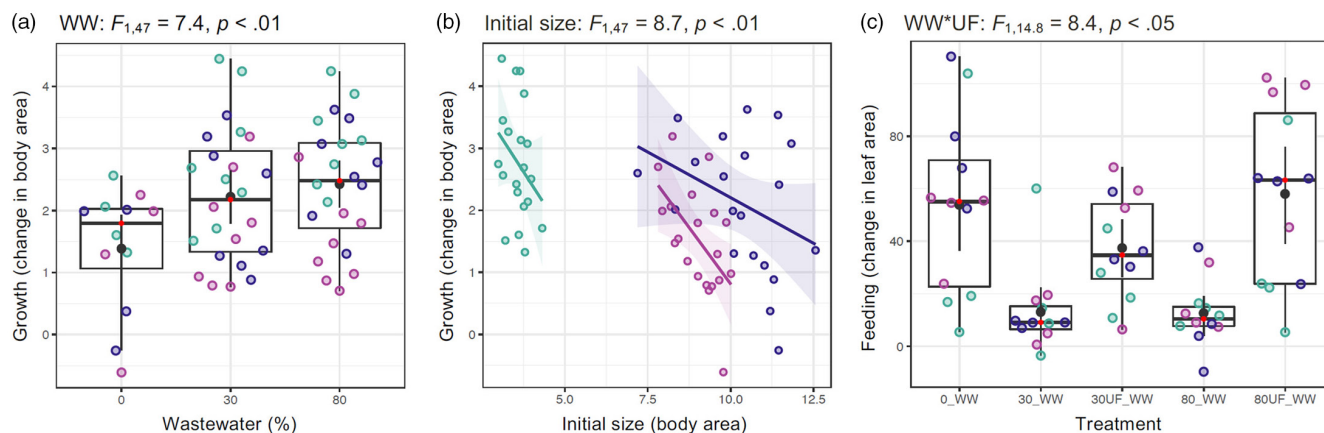 (a) WW: F1,47 = 7.4, p < .01
Growth (change in body area)
4
3
2
1
0
0 30 80
Wastewater (%)
(b) Initial size: F1,47 = 8.7, p < .01
Growth (change in body area)
4
3
2
1
0
5.0 7.5 10.0 12.5
Initial size (body area)
(c) WW*UF: F1,14.8 = 8.4, p < .05
Feeding (change in leaf area)
80
40
0
0_WW 30_WW 30UF_WW 80_WW 80UF_WW
Treatment